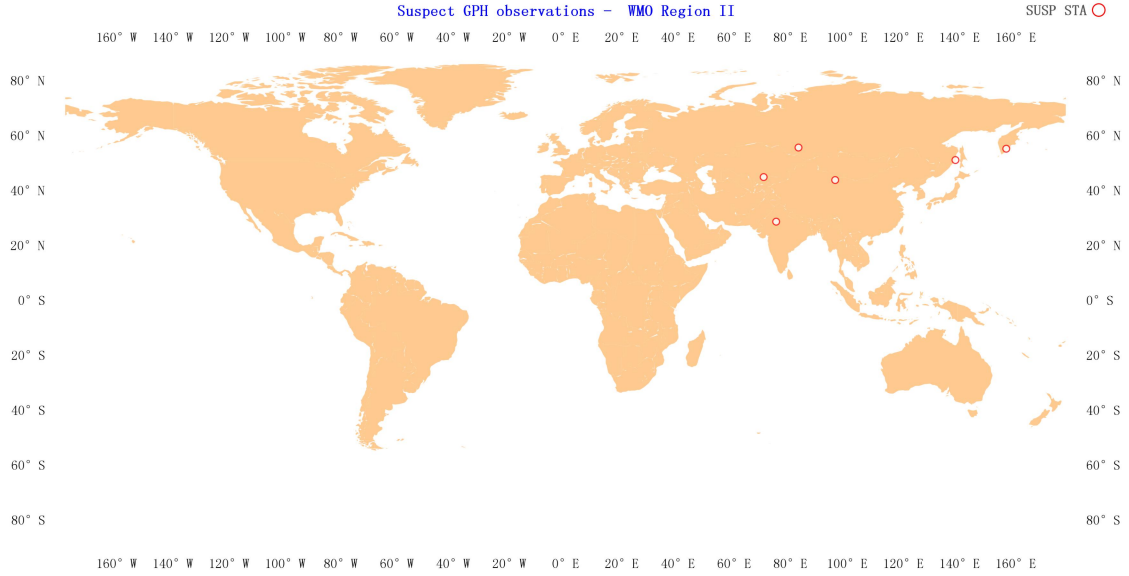 Suspect GPH observations - WMO Region II
SUSP STA
160° W 140° W 120° W 100° W 80° W 60° W 40° W 20° W 0° E 20° E 40° E 60° E 80° E 100° E 120° E 140° E 160° E
80° N 80° N
60° N 60° N
40° N 40° N
20° N 20° N
0° S 0° S
20° S 20° S
40° S 40° S
60° S 60° S
80° S 80° S
160° W 140° W 120° W 100° W 80° W 60° W 40° W 20° W 0° E 20° E 40° E 60° E 80° E 100° E 120° E 140° E 160° E